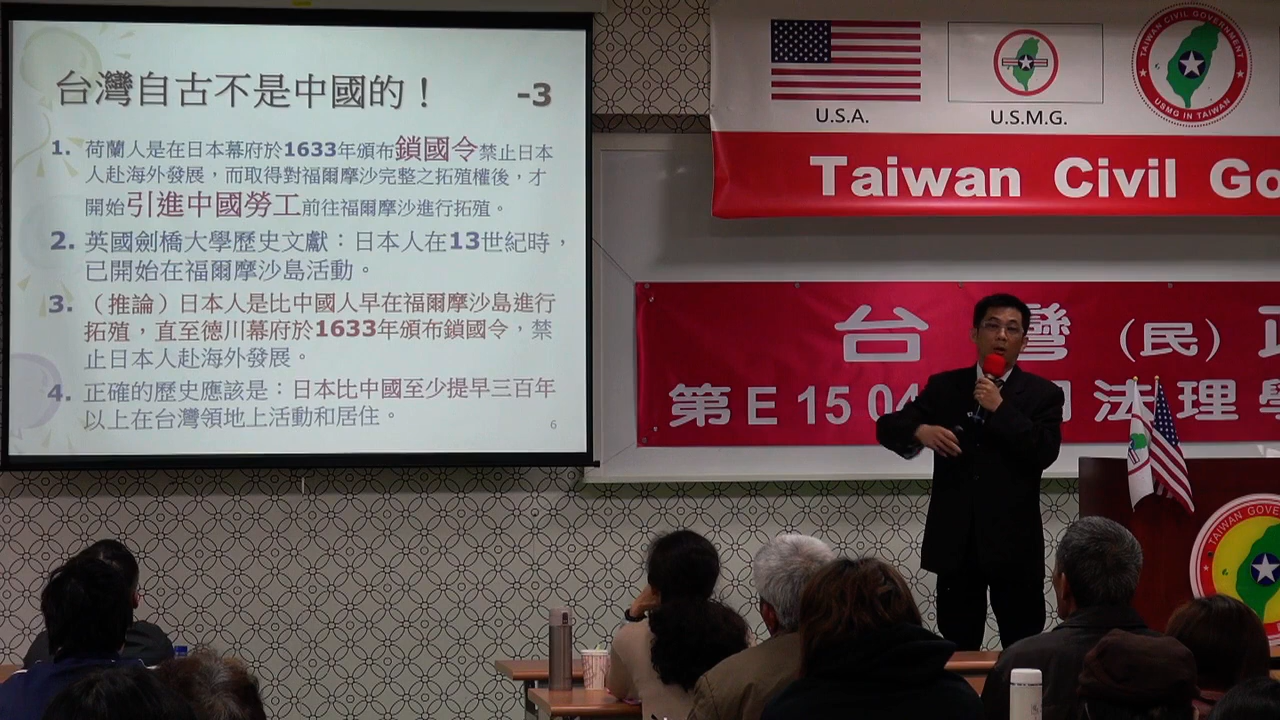 台灣自古不是中國的！ -3
1. 荷蘭人是在日本幕府於1633年頒布鎖國令禁止日本
人赴海外發展，而取得對福爾摩沙完整之拓殖權後，才
開始引進中國勞工前往福爾摩沙進行拓殖。
2. 英國劍橋大學歷史文獻：日本人在13世紀時，
已開始在福爾摩沙島活動。
3. （推論）日本人是比中國人早在福爾摩沙島進行
拓殖，直至德川幕府於1633年頒布鎖國令，禁
止日本人赴海外發展。
4. 正確的歷史應該是：日本比中國至少提早三百年
以上在台灣領地上活動和居住。
6
U.S.A.
U.S.M.G.
TAIWAN CIVIL GOVERNMENT
USMG IN TAIWAN
Taiwan Civil Go
台灣（民）政
第E 15 04
法理學
TAIWAN GOVE